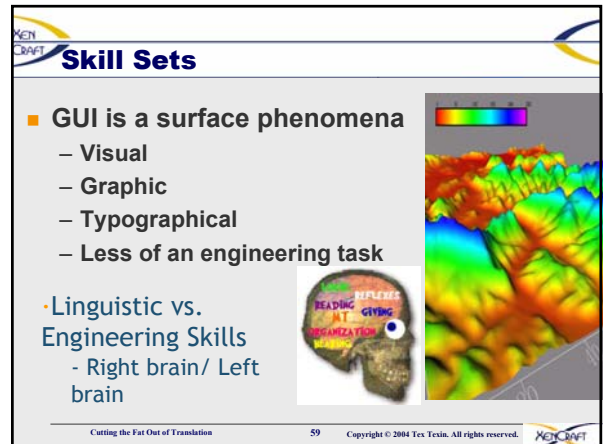 XEN
CRAFT
Skill Sets
GUI is a surface phenomena
– Visual
– Graphic
– Typographical
– Less of an engineering task
·Linguistic vs.
Engineering Skills
- Right brain/ Left
brain
REFLEXES
READING
GIVING
MT
ORGANIZATION
Cutting the Fat Out of Translation 59 Copyright © 2004 Tex Texin. All rights reserved.
XENCRAFT